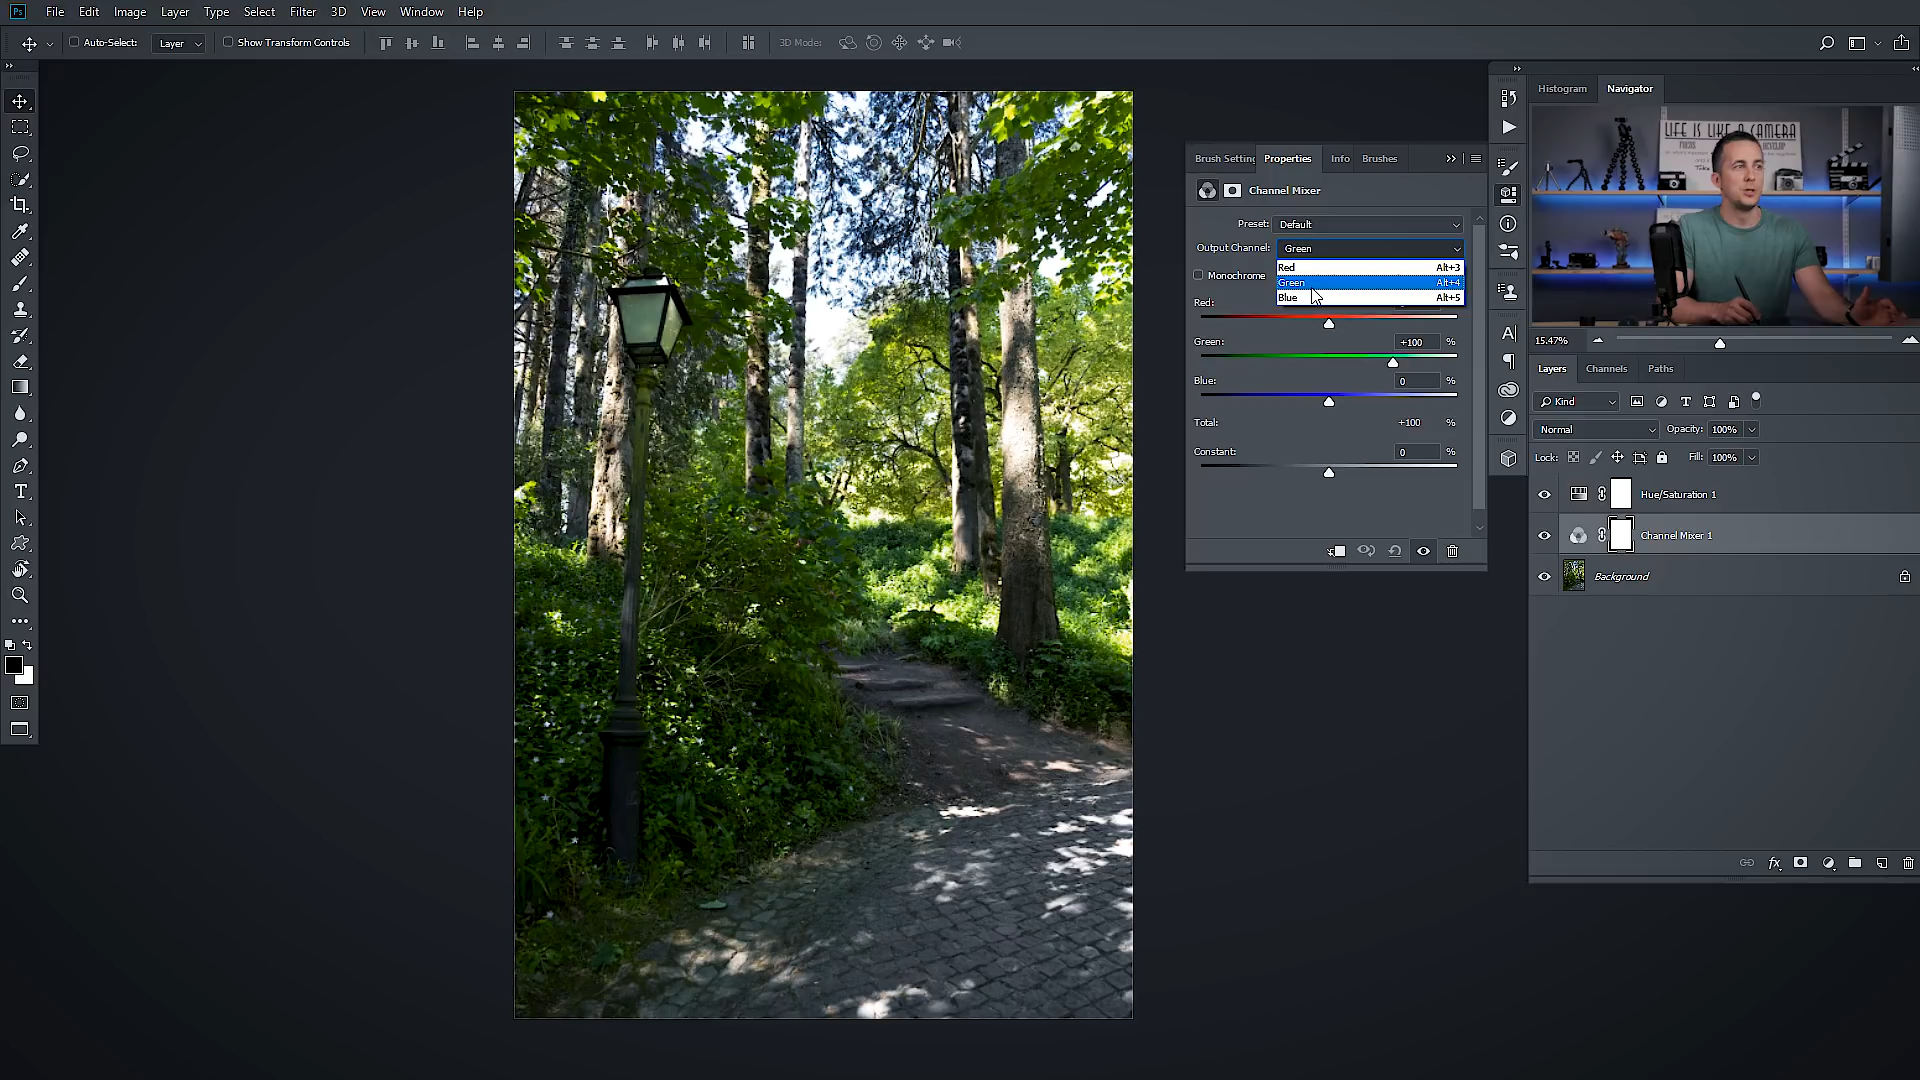 Ps File Edit Image Layer Type Select Filter 3D View Window Help
Auto-Select: Layer Show Transform Controls 3D Mode:
Histogram Navigator
LIFE IS LIKE A CAMERA
15.47%
Brush Setting Properties Info Brushes
Channel Mixer
Preset: Default
Output Channel: Green
Red Alt+3
Green Alt+4
Blue Alt+5
Monochrome
Red:
Green: +100 %
Blue: 0 %
Total: +100 %
Constant: 0 %
Layers Channels Paths
Kind
Normal Opacity: 100%
Lock: Fill: 100%
Hue/Saturation 1
Channel Mixer 1
Background